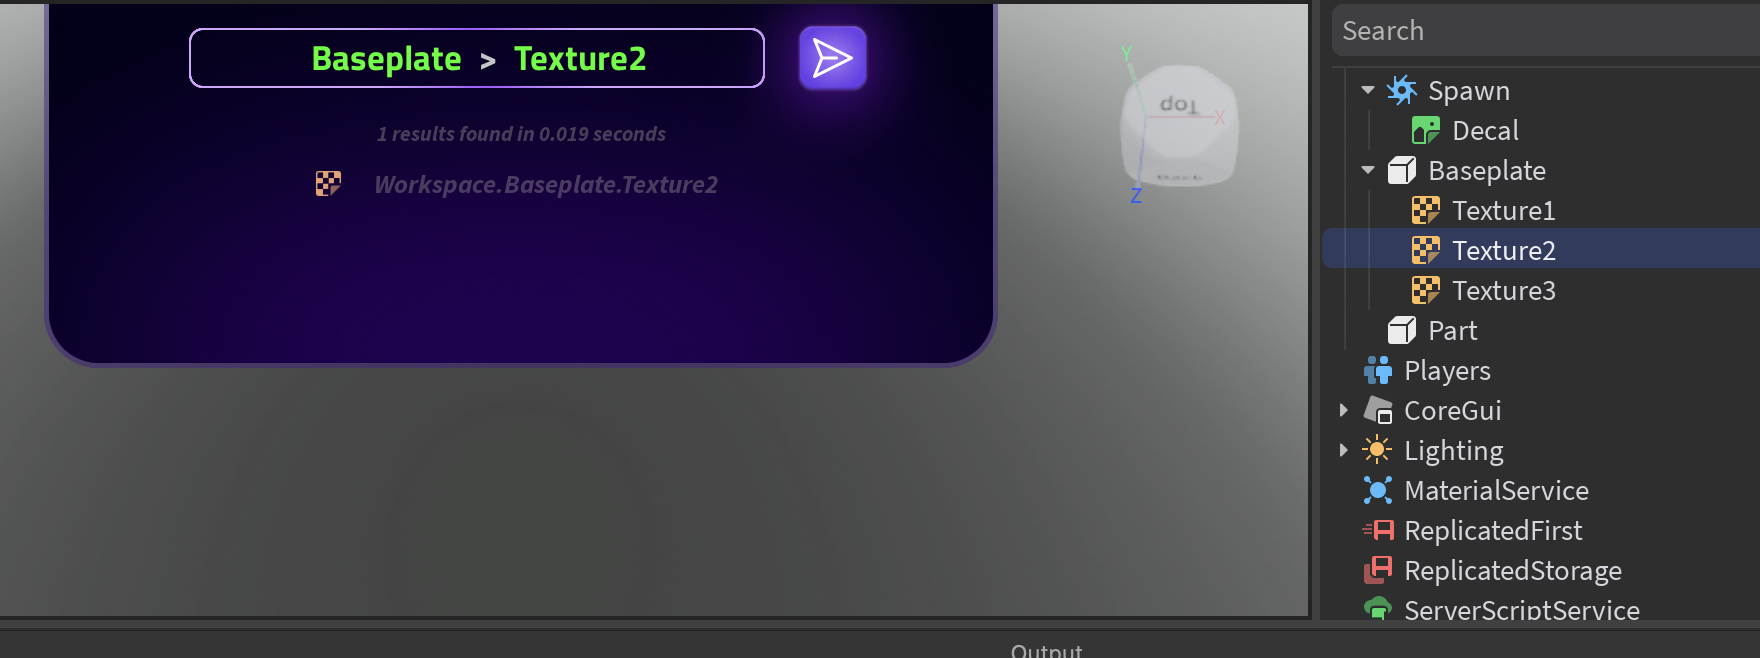 Baseplate > Texture2
1 results found in 0.019 seconds
Workspace.Baseplate.Texture2
Y
Top
X
Back
Z
Search
Spawn
Decal
Baseplate
Texture1
Texture2
Texture3
Part
Players
CoreGui
Lighting
MaterialService
ReplicatedFirst
ReplicatedStorage
ServerScriptService
Output